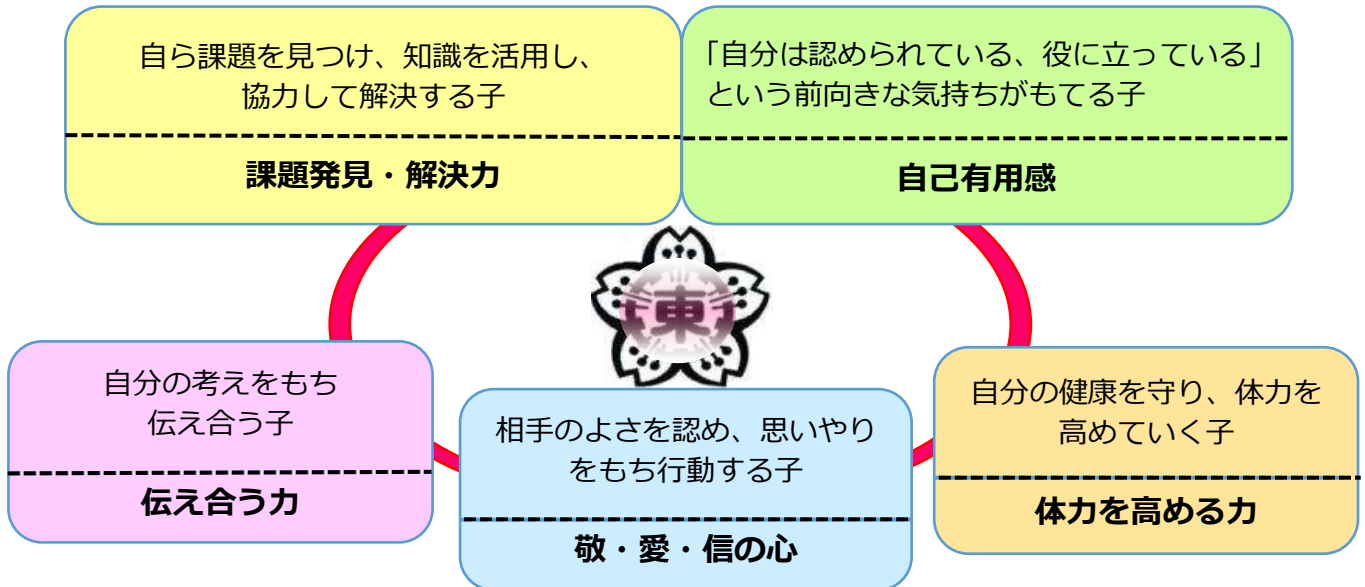 自ら課題を見つけ、知識を活用し、
協力して解決する子
課題発見・解決力
「自分は認められている、役に立っている」
という前向きな気持ちがもてる子
自己有用感
東
自分の考えをもち
伝え合う子
伝え合う力
相手のよさを認め、思いやり
をもち行動する子
敬・愛・信の心
自分の健康を守り、体力を
高めていく子
体力を高める力